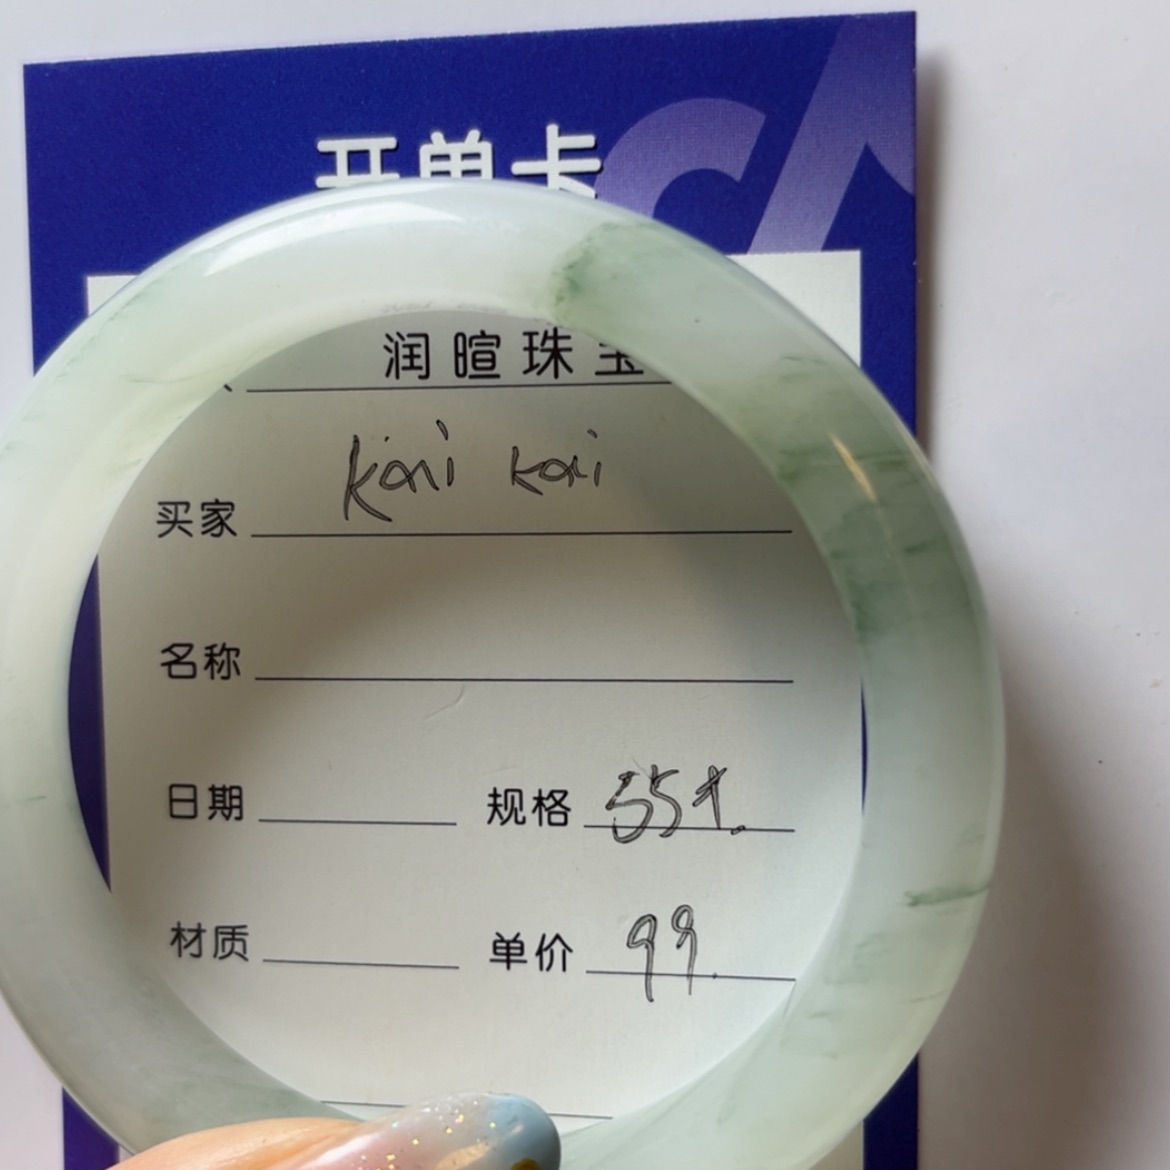 开单卡
润暄珠宝
买家 kai kai
名称
日期 规格 55
材质 单价 99.